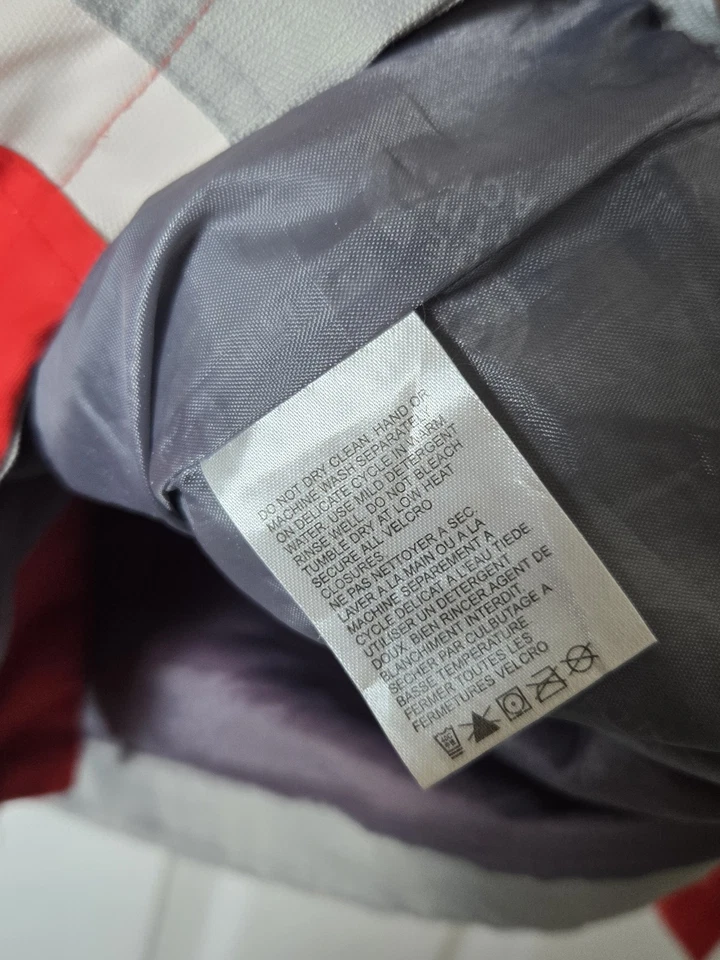 DO NOT DRY CLEAN, HAND OR
MACHINE WASH SEPARATELY
ON DELICATE CYCLE IN WARM
WATER, USE MILD DETERGENT
RINSE WELL, DO NOT BLEACH
TUMBLE DRY AT LOW HEAT
SECURE ALL VELCRO
CLOSURES.
NE PAS NETTOYER A SEC
LAVER A LA MAIN OU A LA
MACHINE SEPAREMENT A
CYCLE DELICAT A L'EAU TIEDE
UTILISER UN DETERGENT
DOUX. BIEN RINCER AGENT DE
BLANCHIMENT INTERDIT.
SECHER PAR CULBUTAGE A
BASSE TEMPERATURE
FERMER TOUTES LES
FERMETURES VELCRO